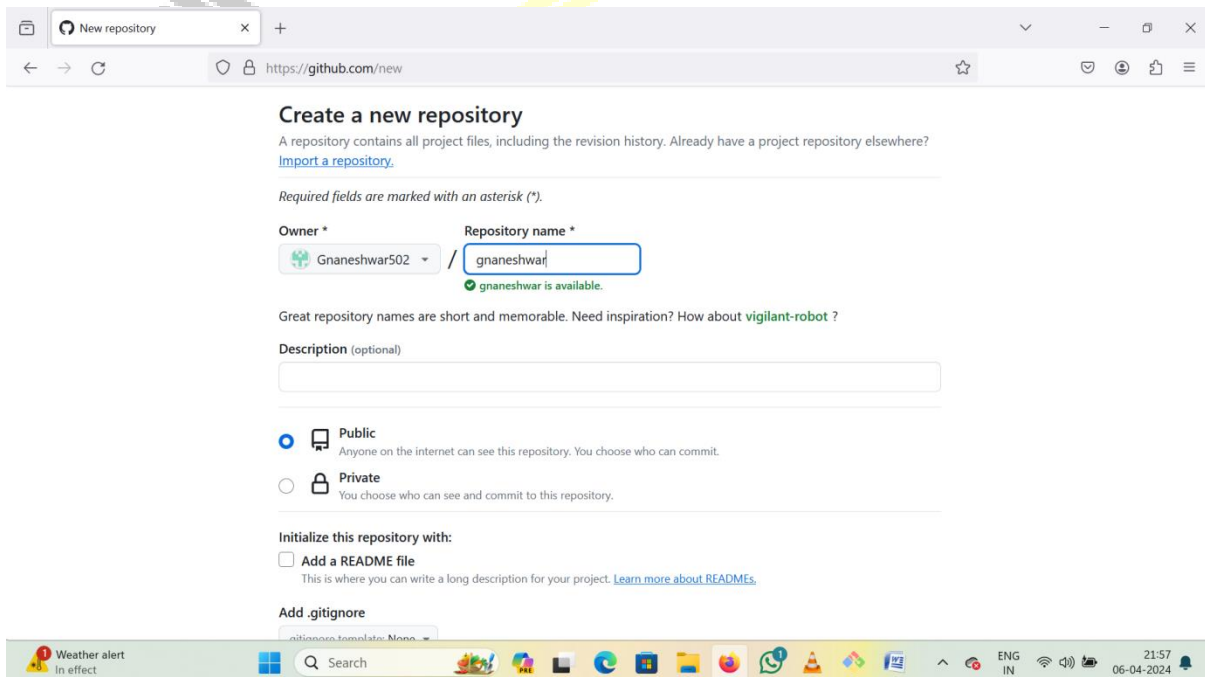 New repository
https://github.com/new
Create a new repository
A repository contains all project files, including the revision history. Already have a project repository elsewhere?
Import a repository.
Required fields are marked with an asterisk (*).
Owner * Repository name *
Gnaneshwar502 / gnaneshwar
gnaneshwar is available.
Great repository names are short and memorable. Need inspiration? How about vigilant-robot ?
Description (optional)
Public
Anyone on the internet can see this repository. You choose who can commit.
Private
You choose who can see and commit to this repository.
Initialize this repository with:
Add a README file
This is where you can write a long description for your project. Learn more about READMEs.
Add .gitignore
.gitignore template: None
1 Weather alert
In effect
Search
PRE
1
ENG
IN
21:57
06-04-2024